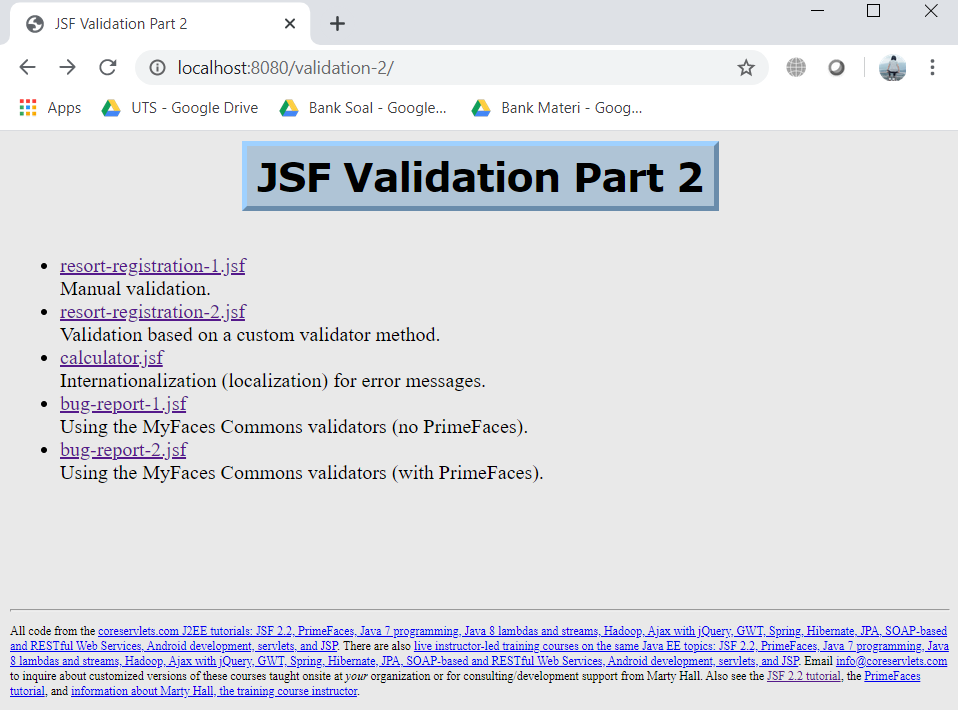 JSF Validation Part 2
localhost:8080/validation-2/
Apps UTS - Google Drive Bank Soal - Google... Bank Materi - Goog...
JSF Validation Part 2
resort-registration-1.jsf
Manual validation.
resort-registration-2.jsf
Validation based on a custom validator method.
calculator.jsf
Internationalization (localization) for error messages.
bug-report-1.jsf
Using the MyFaces Commons validators (no PrimeFaces).
bug-report-2.jsf
Using the MyFaces Commons validators (with PrimeFaces).
All code from the coreservlets.com J2EE tutorials: JSF 2.2, PrimeFaces, Java 7 programming, Java 8 lambdas and streams, Hadoop, Ajax with jQuery, GWT, Spring, Hibernate, JPA, SOAP-based
and RESTful Web Services, Android development, servlets, and JSP. There are also live instructor-led training courses on the same Java EE topics: JSF 2.2, PrimeFaces, Java 7 programming, Java
8 lambdas and streams, Hadoop, Ajax with jQuery, GWT, Spring, Hibernate, JPA, SOAP-based and RESTful Web Services, Android development, servlets, and JSP. Email info@coreservlets.com
to inquire about customized versions of these courses taught onsite at your organization or for consulting/development support from Marty Hall. Also see the JSF 2.2 tutorial, the PrimeFaces
tutorial, and information about Marty Hall, the training course instructor.